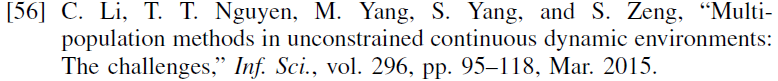 [56] C. Li, T. T. Nguyen, M. Yang, S. Yang, and S. Zeng, “Multi-
population methods in unconstrained continuous dynamic environments:
The challenges,” Inf. Sci., vol. 296, pp. 95–118, Mar. 2015.